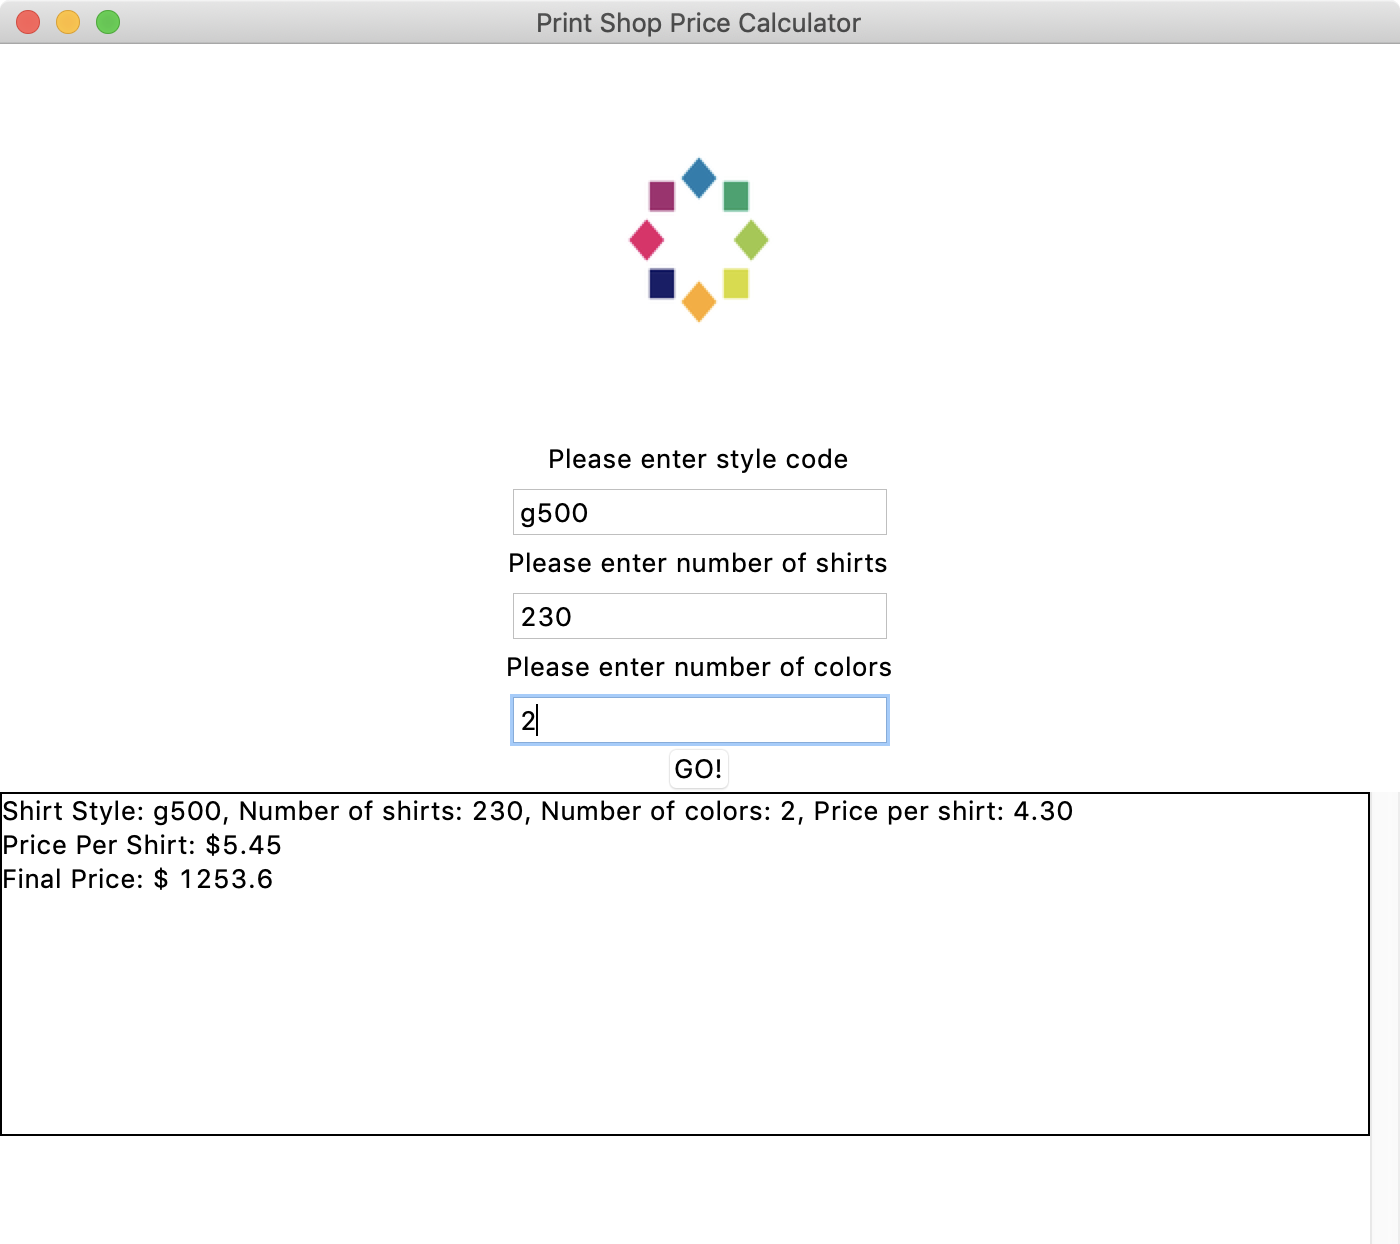 Print Shop Price Calculator
Please enter style code
g500
Please enter number of shirts
230
Please enter number of colors
2
GO!
Shirt Style: g500, Number of shirts: 230, Number of colors: 2, Price per shirt: 4.30
Price Per Shirt: $5.45
Final Price: $ 1253.6